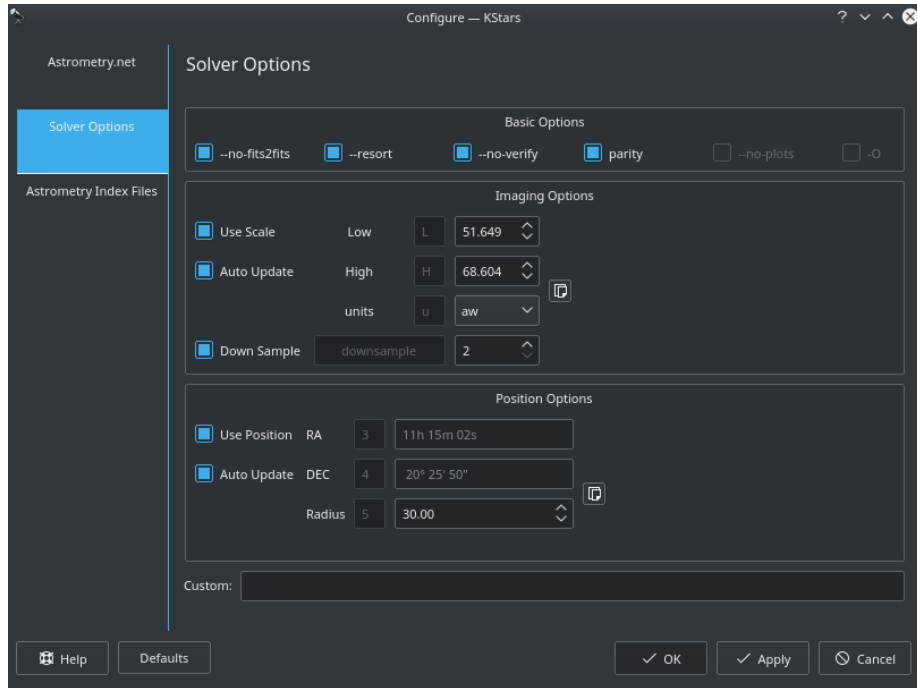 Configure — KStars ?
Astrometry.net
Solver Options
Astrometry Index Files
Solver Options
Basic Options
--no-fits2fits --resort --no-verify parity --no-plots -O
Imaging Options
Use Scale Low L 51.649
Auto Update High H 68.604
units u aw
Down Sample downsample 2
Position Options
Use Position RA 3 11h 15m 02s
Auto Update DEC 4 20° 25' 50"
Radius 5 30.00
Custom:
Help Defaults OK Apply Cancel